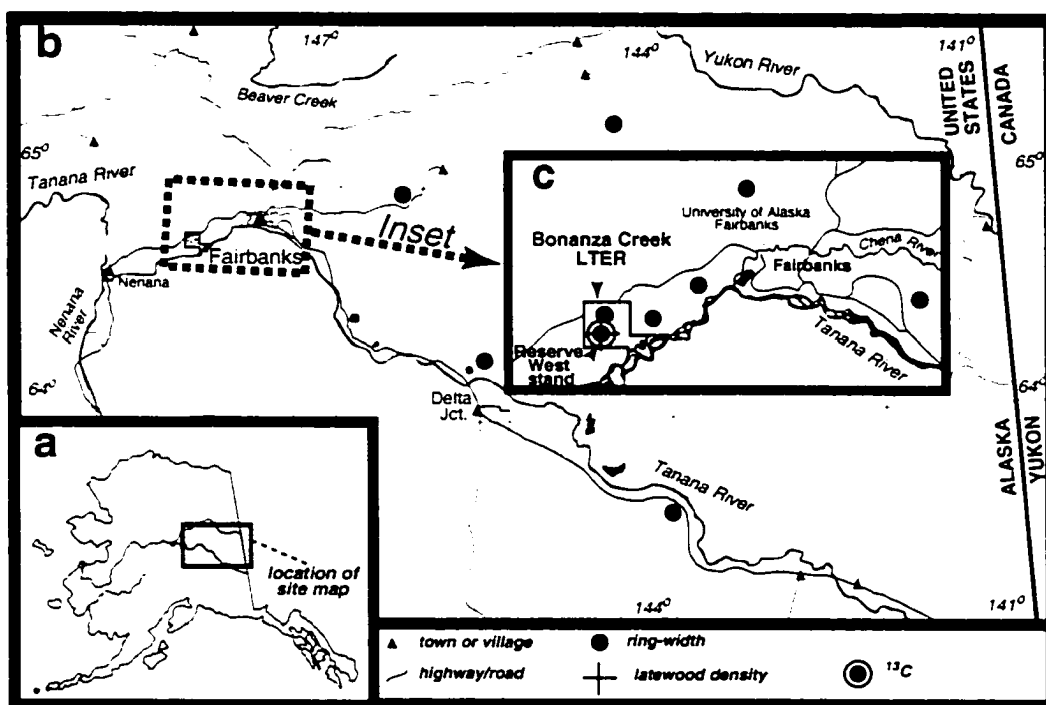 b
147°
144°
141°
Yukon River
Beaver Creek
UNITED STATES
CANADA
65°
65°
Tanana River
Inset
Fairbanks
Nenana
Nenana River
64°
64°
Delta
Jct.
Tanana River
ALASKA
YUKON
144°
141°
c
University of Alaska
Fairbanks
Bonanza Creek
LTER
Chena River
Fairbanks
Reserve
West
stand
Tanana River
a
location of
site map
town or village
ring-width
highway/road
latewood density
13C